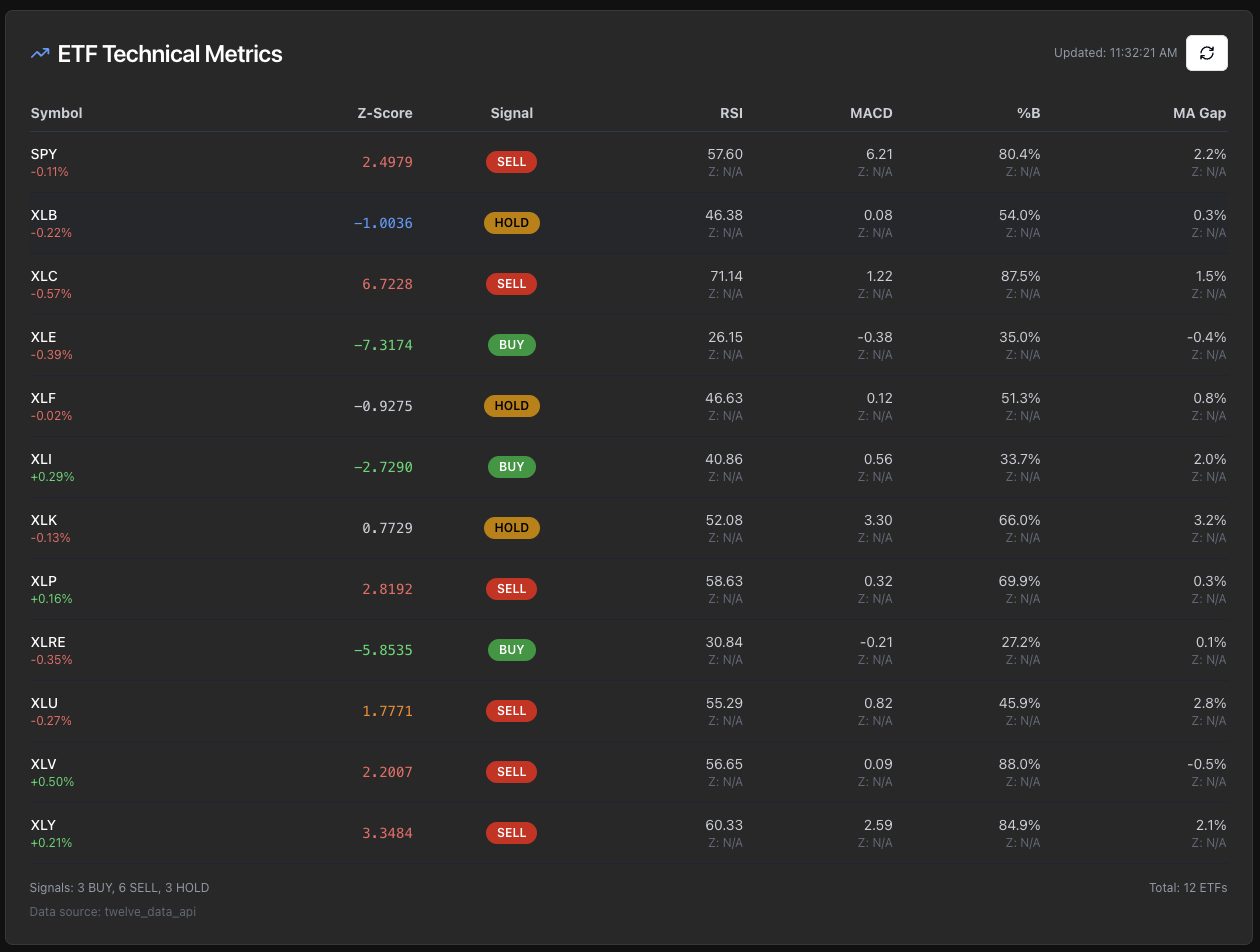 ETF Technical Metrics
Updated: 11:32:21 AM
Symbol Z-Score Signal RSI MACD %B MA Gap
SPY 2.4979 SELL 57.60 6.21 80.4% 2.2%
-0.11% Z: N/A Z: N/A Z: N/A Z: N/A
XLB −1.0036 HOLD 46.38 0.08 54.0% 0.3%
-0.22% Z: N/A Z: N/A Z: N/A Z: N/A
XLC 6.7228 SELL 71.14 1.22 87.5% 1.5%
-0.57% Z: N/A Z: N/A Z: N/A Z: N/A
XLE −7.3174 BUY 26.15 -0.38 35.0% -0.4%
-0.39% Z: N/A Z: N/A Z: N/A Z: N/A
XLF −0.9275 HOLD 46.63 0.12 51.3% 0.8%
-0.02% Z: N/A Z: N/A Z: N/A Z: N/A
XLI −2.7290 BUY 40.86 0.56 33.7% 2.0%
+0.29% Z: N/A Z: N/A Z: N/A Z: N/A
XLK 0.7729 HOLD 52.08 3.30 66.0% 3.2%
-0.13% Z: N/A Z: N/A Z: N/A Z: N/A
XLP 2.8192 SELL 58.63 0.32 69.9% 0.3%
+0.16% Z: N/A Z: N/A Z: N/A Z: N/A
XLRE −5.8535 BUY 30.84 -0.21 27.2% 0.1%
-0.35% Z: N/A Z: N/A Z: N/A Z: N/A
XLU 1.7771 SELL 55.29 0.82 45.9% 2.8%
-0.27% Z: N/A Z: N/A Z: N/A Z: N/A
XLV 2.2007 SELL 56.65 0.09 88.0% -0.5%
+0.50% Z: N/A Z: N/A Z: N/A Z: N/A
XLY 3.3484 SELL 60.33 2.59 84.9% 2.1%
+0.21% Z: N/A Z: N/A Z: N/A Z: N/A
Signals: 3 BUY, 6 SELL, 3 HOLD
Total: 12 ETFs
Data source: twelve_data_api